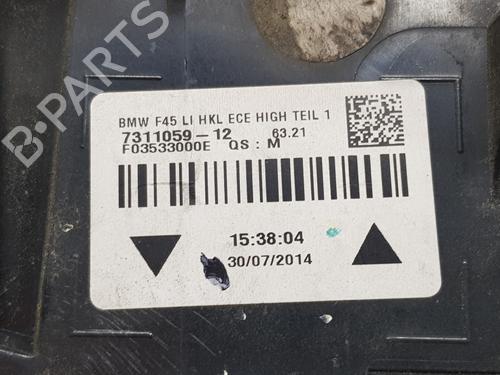 BMW F45 LI HKL ECE HIGH TEIL 1
7311059-12 63.21
F03533000E QS : M
15:38:04
30/07/2014
B-PARTS